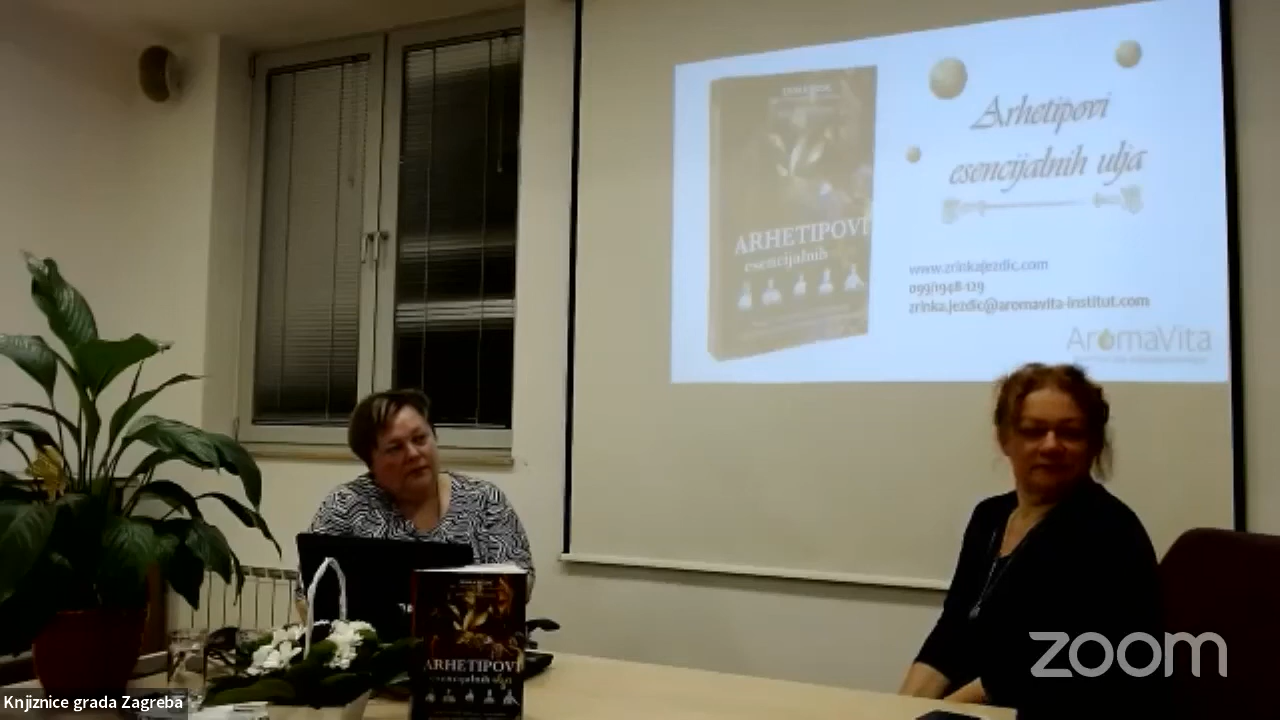 Arhetipovi
esencijalnih ulja
ARHETIPOVI
esencijalnih
www.zrinkajezdic.com
099/1948-129
zrinka.jezdic@aromavita-institut.com
AromaVita
ARHETIPOVI
esencijalnih ulja
zoom
Knjiznice grada Zagreba